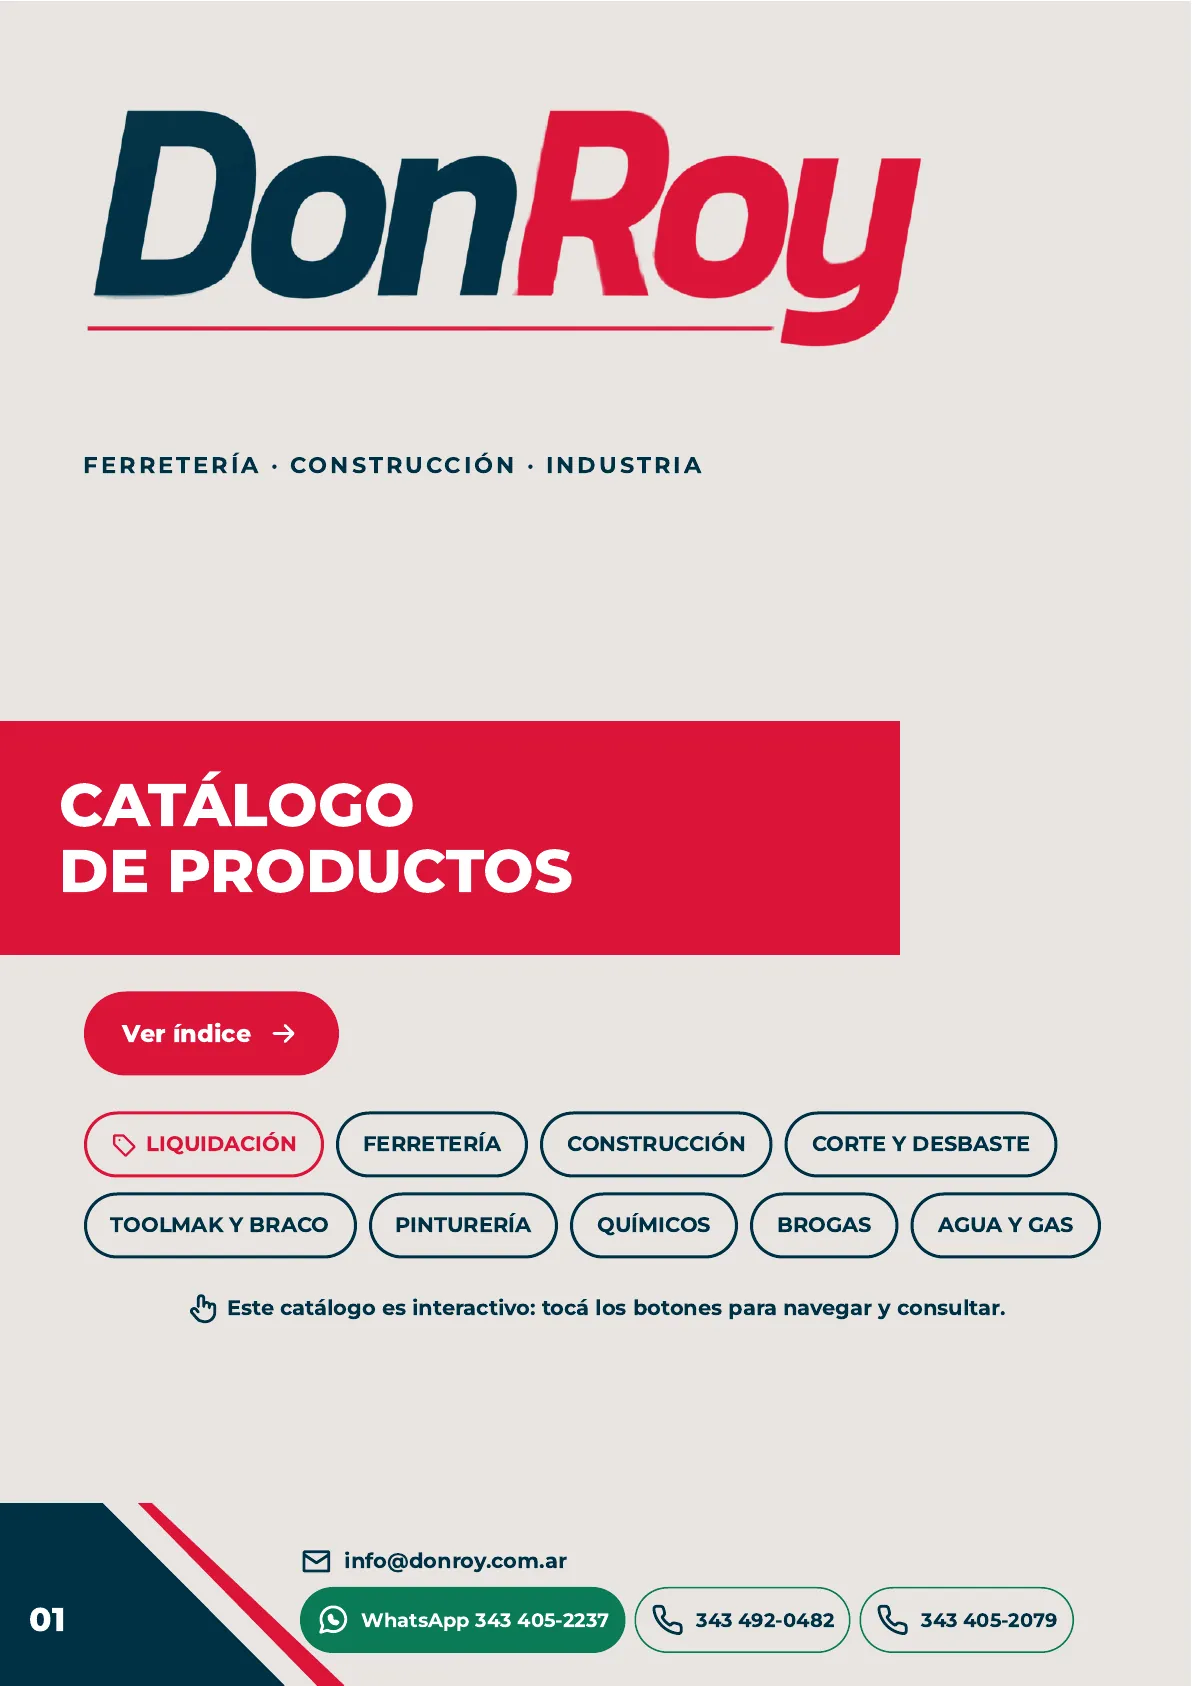 DonRoy
FERRETERÍA · CONSTRUCCIÓN · INDUSTRIA
CATÁLOGO
DE PRODUCTOS
Ver índice →
LIQUIDACIÓN
FERRETERÍA
CONSTRUCCIÓN
CORTE Y DESBASTE
TOOLMAK Y BRACO
PINTURERÍA
QUÍMICOS
BROGAS
AGUA Y GAS
Este catálogo es interactivo: tocá los botones para navegar y consultar.
info@donroy.com.ar
WhatsApp 343 405-2237
343 492-0482
343 405-2079
01